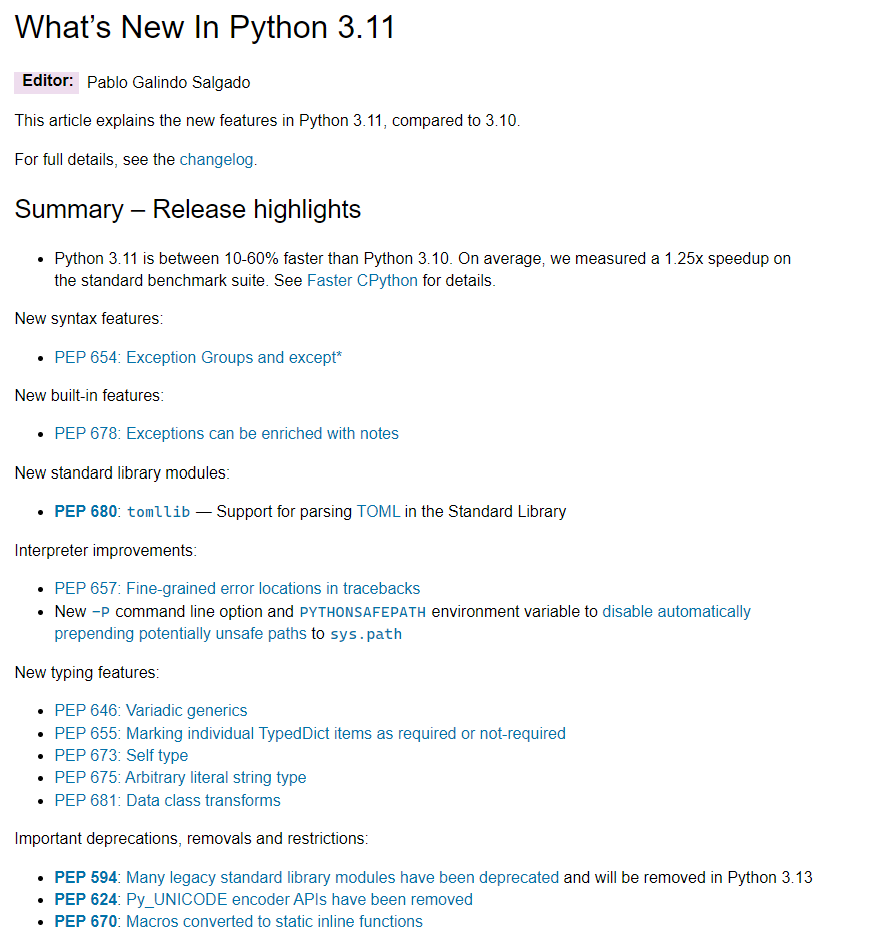 What’s New In Python 3.11
Editor: Pablo Galindo Salgado
This article explains the new features in Python 3.11, compared to 3.10.
For full details, see the changelog.
Summary – Release highlights
• Python 3.11 is between 10-60% faster than Python 3.10. On average, we measured a 1.25x speedup on
the standard benchmark suite. See Faster CPython for details.
New syntax features:
• PEP 654: Exception Groups and except*
New built-in features:
• PEP 678: Exceptions can be enriched with notes
New standard library modules:
• PEP 680: tomllib — Support for parsing TOML in the Standard Library
Interpreter improvements:
• PEP 657: Fine-grained error locations in tracebacks
• New -P command line option and PYTHONSAFEPATH environment variable to disable automatically
prepending potentially unsafe paths to sys.path
New typing features:
• PEP 646: Variadic generics
• PEP 655: Marking individual TypedDict items as required or not-required
• PEP 673: Self type
• PEP 675: Arbitrary literal string type
• PEP 681: Data class transforms
Important deprecations, removals and restrictions:
• PEP 594: Many legacy standard library modules have been deprecated and will be removed in Python 3.13
• PEP 624: Py_UNICODE encoder APIs have been removed
• PEP 670: Macros converted to static inline functions